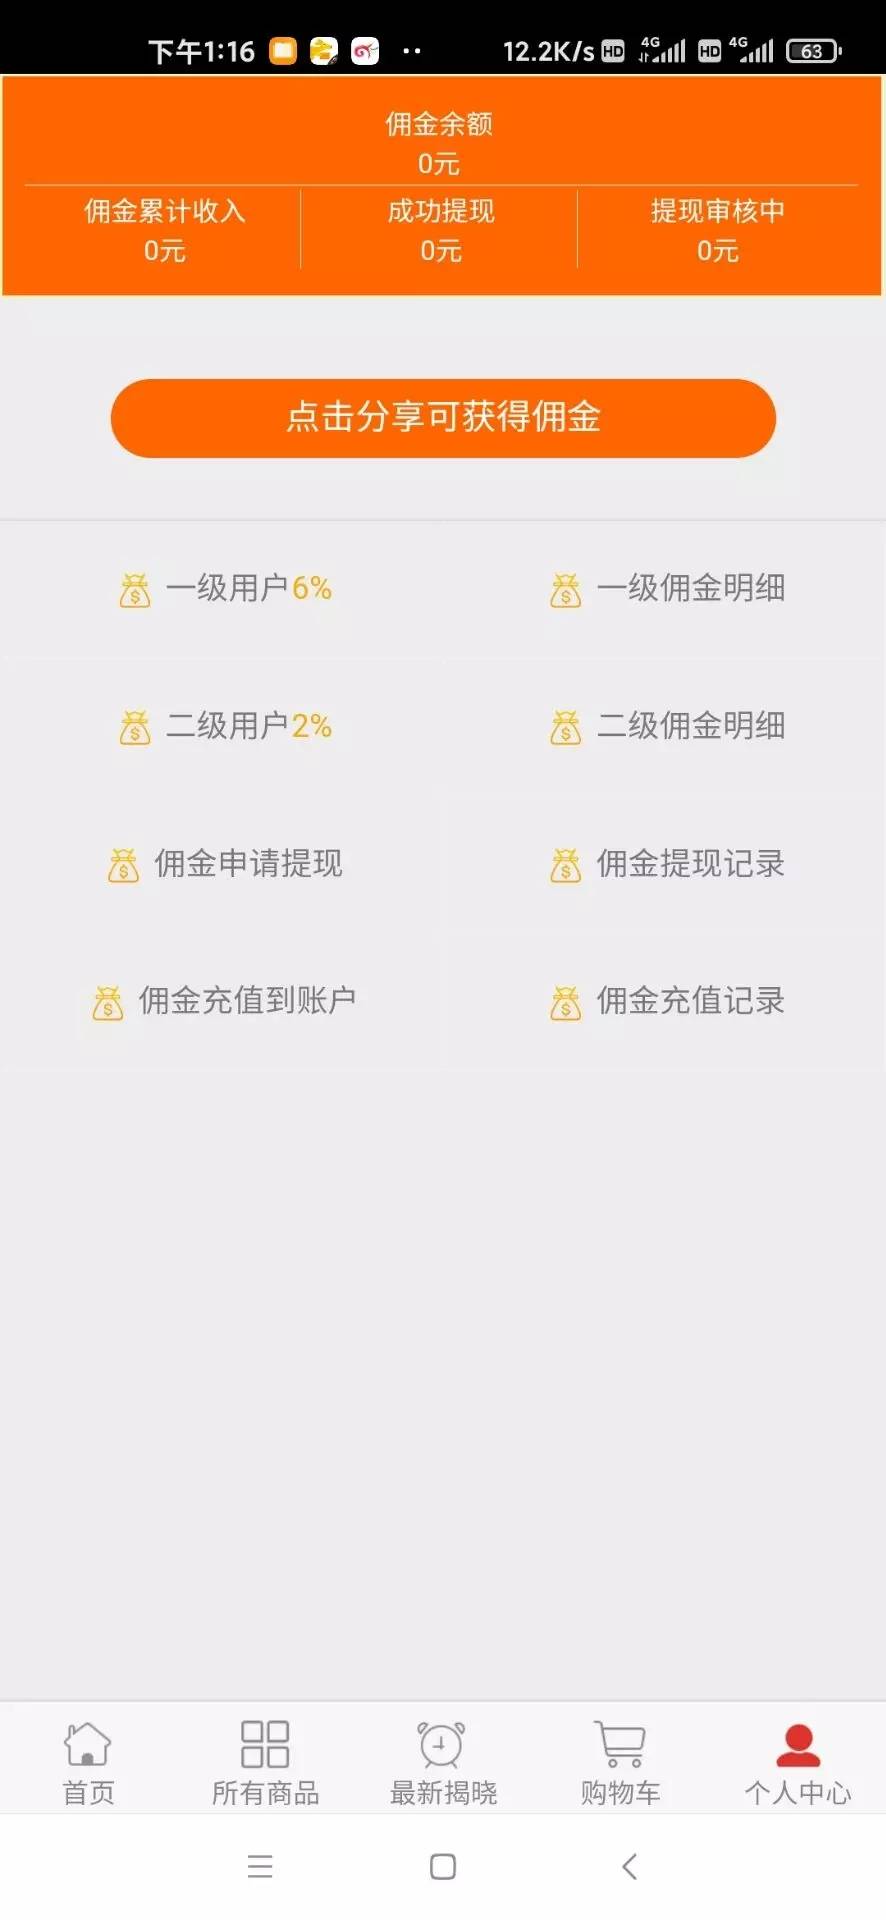 下午1:16 12.2K/s HD 4G HD 4G 63
佣金余额
0元
佣金累计收入 成功提现 提现审核中
0元 0元 0元
点击分享可获得佣金
一级用户6% 一级佣金明细
二级用户2% 二级佣金明细
佣金申请提现 佣金提现记录
佣金充值到账户 佣金充值记录
首页 所有商品 最新揭晓 购物车 个人中心